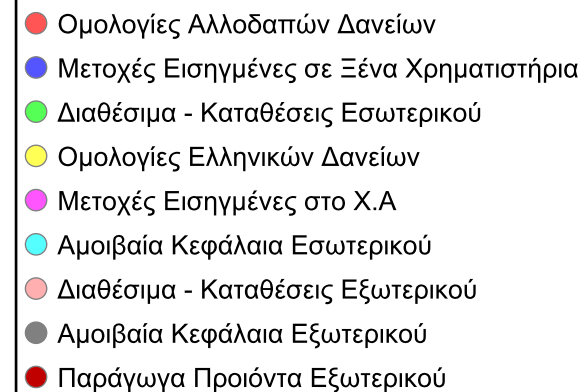 Ομολογίες Αλλοδαπών Δανείων
Μετοχές Εισηγμένες σε Ξένα Χρηματιστήρια
Διαθέσιμα - Καταθέσεις Εσωτερικού
Ομολογίες Ελληνικών Δανείων
Μετοχές Εισηγμένες στο Χ.Α
Αμοιβαία Κεφάλαια Εσωτερικού
Διαθέσιμα - Καταθέσεις Εξωτερικού
Αμοιβαία Κεφάλαια Εξωτερικού
Παράγωγα Προιόντα Εξωτερικού